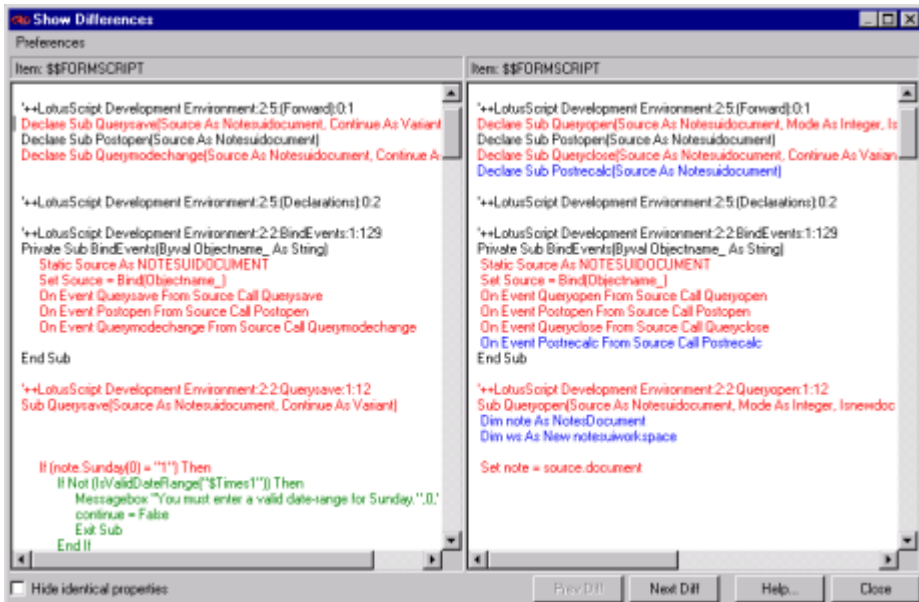 Show Differences
Preferences
Item: $$FORMSCRIPT
'++LotusScript Development Environment:2:5:(Forward):0:1
Declare Sub Querysave(Source As Notesuidocument, Continue As Variant
Declare Sub Postopen(Source As Notesuidocument)
Declare Sub Querymodechange(Source As Notesuidocument, Continue A
'++LotusScript Development Environment:2:5:(Declarations):0:2
'++LotusScript Development Environment:2:2:BindEvents:1:129
Private Sub BindEvents(Byval Objectname_ As String)
Static Source As NOTESUIDOCUMENT
Set Source = Bind(Objectname_)
On Event Querysave From Source Call Querysave
On Event Postopen From Source Call Postopen
On Event Querymodechange From Source Call Querymodechange
End Sub
'++LotusScript Development Environment:2:2:Querysave:1:12
Sub Querysave(Source As Notesuidocument, Continue As Variant)
If (note.Sunday(0) = "1") Then
If Not (IsValidDateRange("$Times1")) Then
Messagebox "You must enter a valid date-range for Sunday.",0,"
continue = False
Exit Sub
End If
Item: $$FORMSCRIPT
'++LotusScript Development Environment:2:5:(Forward):0:1
Declare Sub Queryopen(Source As Notesuidocument, Mode As Integer, Is
Declare Sub Postopen(Source As Notesuidocument)
Declare Sub Queryclose(Source As Notesuidocument, Continue As Varian
Declare Sub Postrecalc(Source As Notesuidocument)
'++LotusScript Development Environment:2:5:(Declarations):0:2
'++LotusScript Development Environment:2:2:BindEvents:1:129
Private Sub BindEvents(Byval Objectname_ As String)
Static Source As NOTESUIDOCUMENT
Set Source = Bind(Objectname_)
On Event Queryopen From Source Call Queryopen
On Event Postopen From Source Call Postopen
On Event Queryclose From Source Call Queryclose
On Event Postrecalc From Source Call Postrecalc
End Sub
'++LotusScript Development Environment:2:2:Queryopen:1:12
Sub Queryopen(Source As Notesuidocument, Mode As Integer, Isnewdoc
Dim note As NotesDocument
Dim ws As New notesuiworkspace
Set note = source.document
Hide identical properties
Prev Diff
Next Diff
Help...
Close